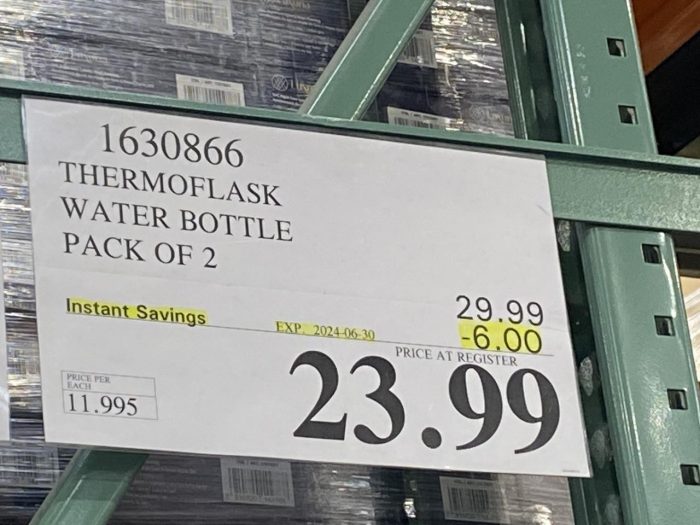 1630866
THERMOFLASK
WATER BOTTLE
PACK OF 2
29.99
Instant Savings EXP. 2024-06-30 -6.00
PRICE AT REGISTER
PRICE PER
EACH
11.995
23.99